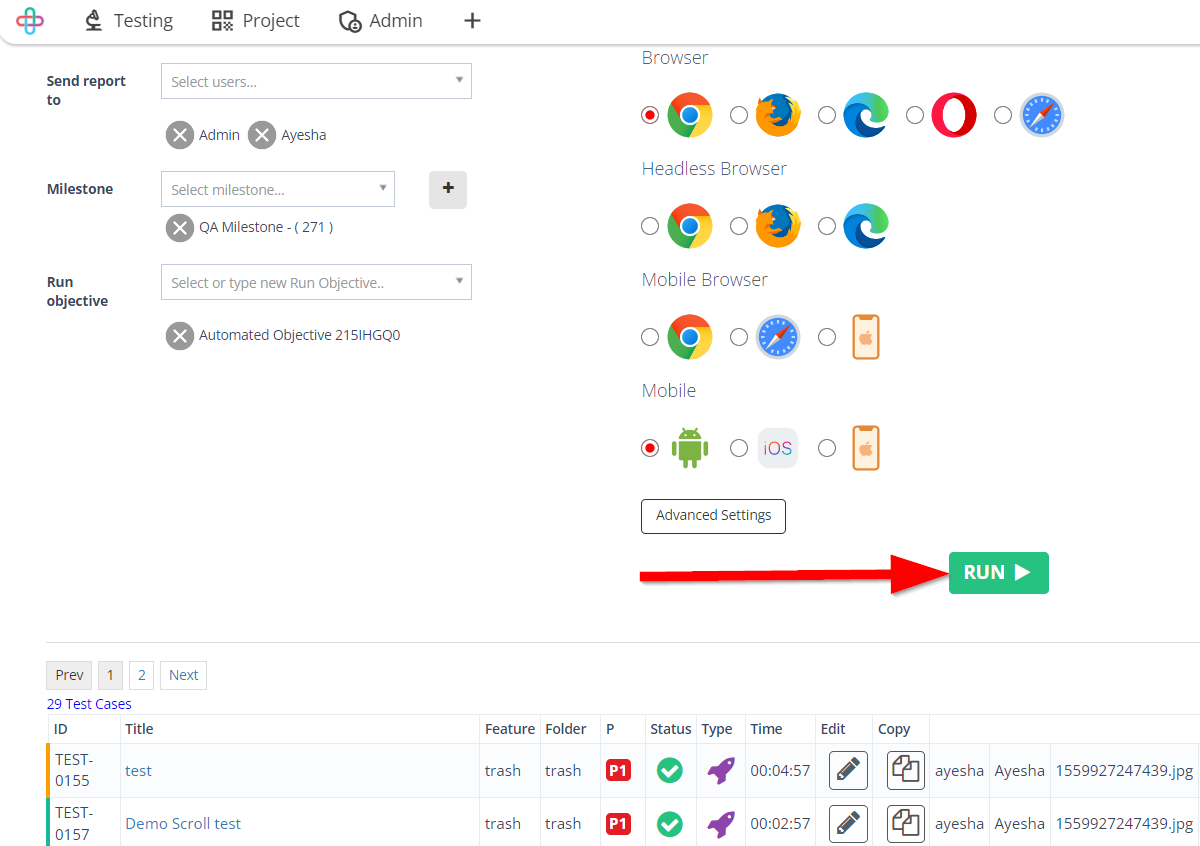 Testing Project Admin +
Send report
to
Select users...
Admin Ayesha
Milestone
Select milestone...
+
QA Milestone - ( 271 )
Run
objective
Select or type new Run Objective..
Automated Objective 215IHGQ0
Browser
Headless Browser
Mobile Browser
Mobile
iOS
Advanced Settings
RUN
Prev 1 2 Next
29 Test Cases
ID Title Feature Folder P Status Type Time Edit Copy
TEST-
0155
test trash trash P1 00:04:57 ayesha Ayesha 1559927247439.jpg
TEST-
0157
Demo Scroll test trash trash P1 00:02:57 ayesha Ayesha 1559927247439.jpg